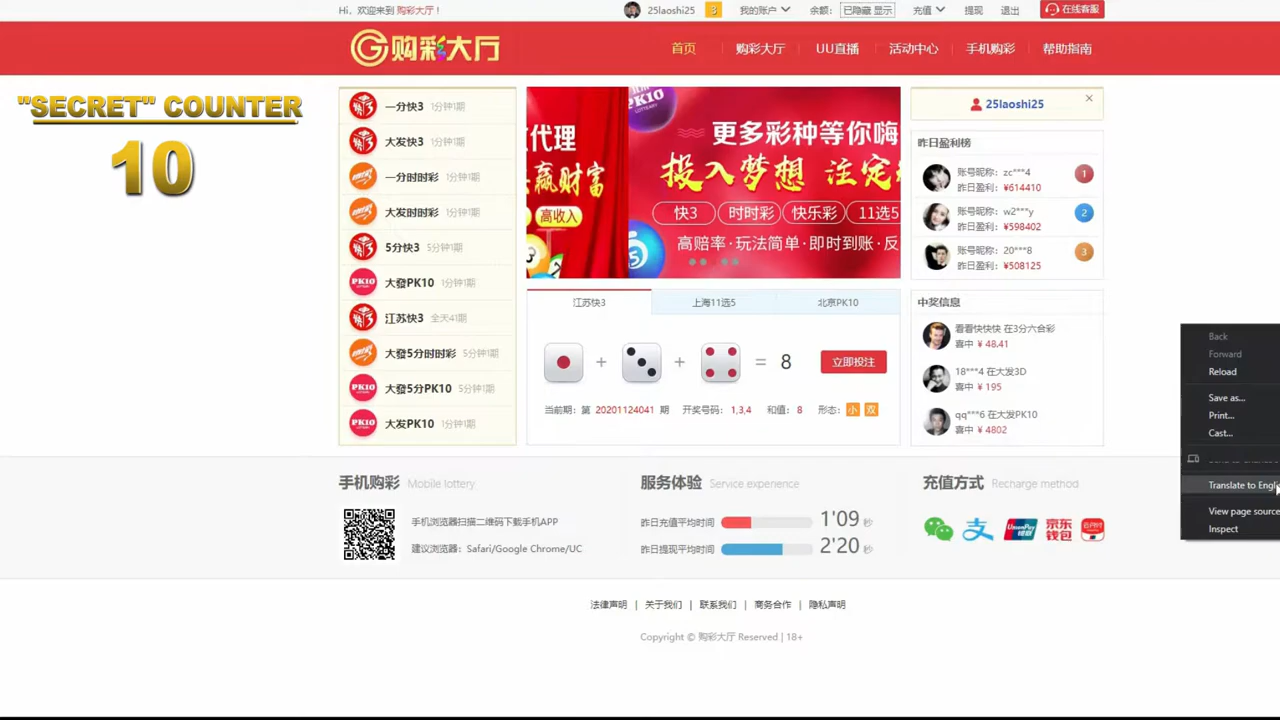 Hi，欢迎来到 购彩大厅！
25laoshi25
3
我的账户
余额：
已隐藏 显示
充值
提现
退出
在线客服
购彩大厅
首页
购彩大厅
UU直播
活动中心
手机购彩
帮助指南
"SECRET" COUNTER
10
一分快3 1分钟1期
大发快3 1分钟1期
一分时时彩 1分钟1期
大发时时彩 1分钟1期
5分快3 5分钟1期
PK10 大發PK10 1分钟1期
江苏快3 全天41期
大發5分时时彩 5分钟1期
PK10 大發5分PK10 5分钟1期
PK10 大发PK10 1分钟1期
代理
赢财富
高收入
PK10
LOTTERY
更多彩种等你嗨
投入梦想 注定
快3
时时彩
快乐彩
11选5
高赔率·玩法简单·即时到账·反
25laoshi25
昨日盈利榜
账号昵称：zc***4
昨日盈利：¥614410
1
账号昵称：w2***y
昨日盈利：¥598402
2
账号昵称：20***8
昨日盈利：¥508125
3
江苏快3
上海11选5
北京PK10
+ + = 8
立即投注
当前期：第 20201124041 期 开奖号码：1,3,4 和值：8 形态：小 双
中奖信息
看看快快快 在3分六合彩
喜中 ¥ 48.41
18***4 在大发3D
喜中 ¥ 195
qq***6 在大发PK10
喜中 ¥ 4802
Back
Forward
Reload
Save as...
Print...
Cast...
Translate to Engl
View page source
Inspect
手机购彩 Mobile lottery
手机浏览器扫描二维码下载手机APP
建议浏览器：Safari/Google Chrome/UC
服务体验 Service experience
昨日充值平均时间 1'09 秒
昨日提现平均时间 2'20 秒
充值方式 Recharge method
UnionPay
银联
京东
钱包
法律声明 | 关于我们 | 联系我们 | 商务合作 | 隐私声明
Copyright © 购彩大厅 Reserved | 18+